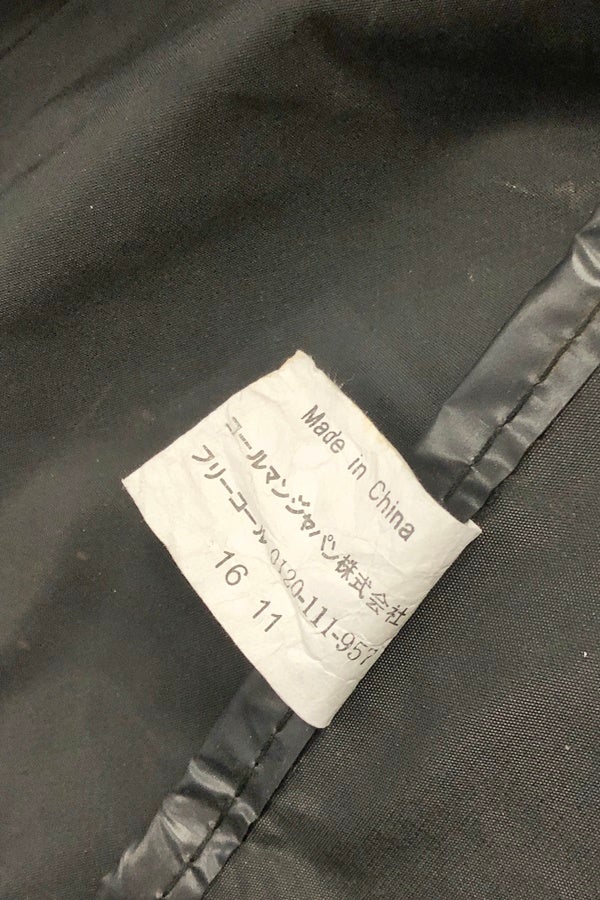 Made in China
コールマンジャパン株式会社
フリーコール 0120-111-957
16 11